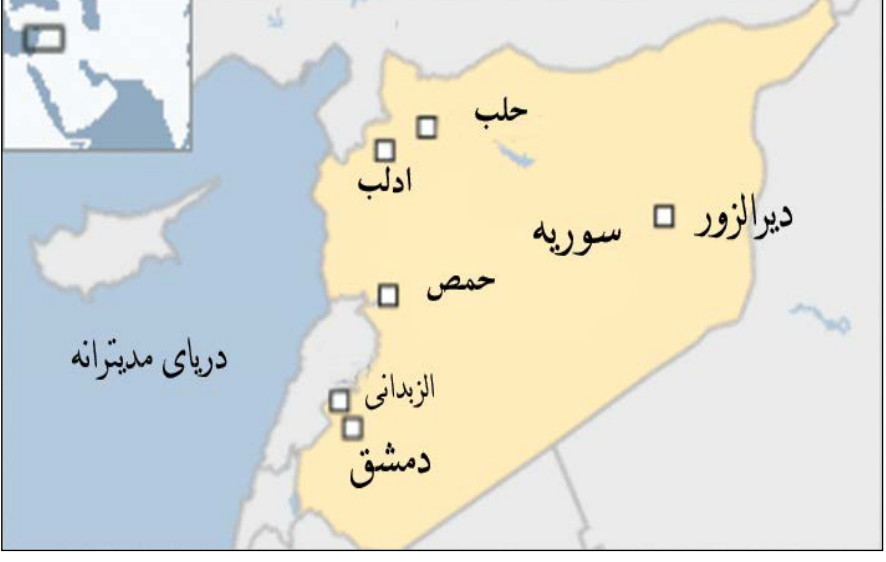 حلب
ادلب
دیرالزور
سوریه
حمص
دریای مدیترانه
الزبدانی
دمشق